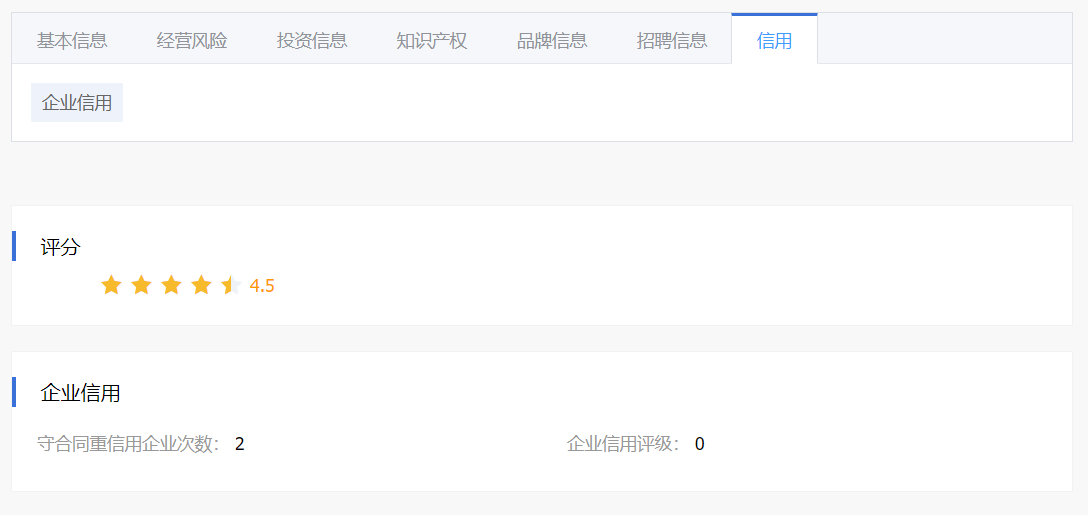 基本信息 经营风险 投资信息 知识产权 品牌信息 招聘信息 信用
企业信用
评分
4.5
企业信用
守合同重信用企业次数： 2 企业信用评级： 0